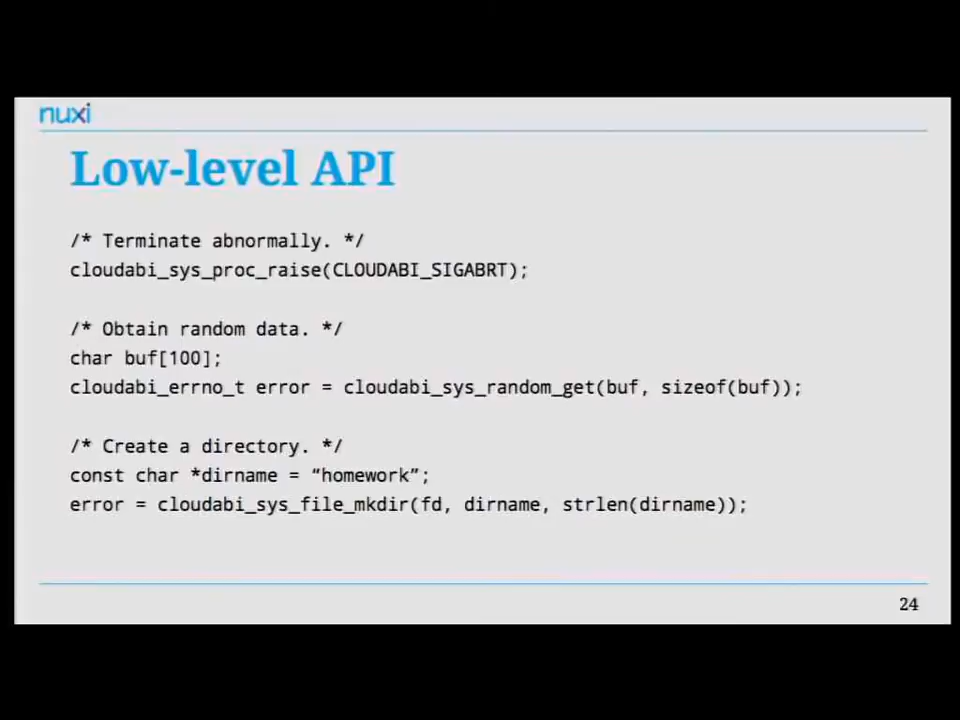 nuxi
Low-level API
/* Terminate abnormally. */
cloudabi_sys_proc_raise(CLOUDABI_SIGABRT);
/* Obtain random data. */
char buf[100];
cloudabi_errno_t error = cloudabi_sys_random_get(buf, sizeof(buf));
/* Create a directory. */
const char *dirname = “homework”;
error = cloudabi_sys_file_mkdir(fd, dirname, strlen(dirname));
24